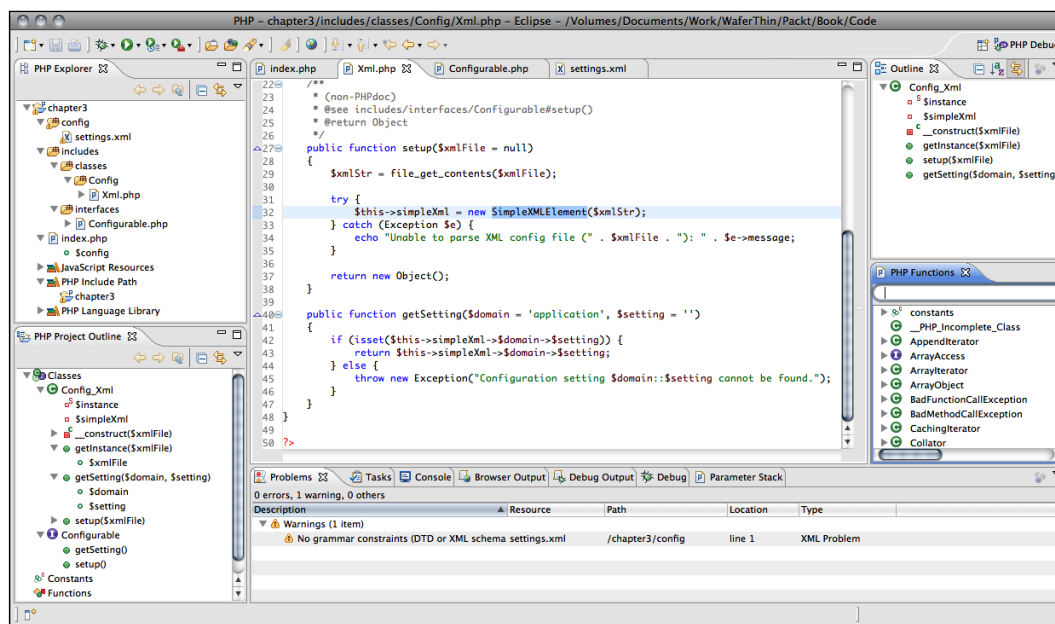 PHP - chapter3/includes/classes/Config/Xml.php - Eclipse - /Volumes/Documents/Work/WaferThin/Packt/Book/Code
PHP Debug
PHP Explorer
chapter3
config
settings.xml
includes
classes
Config
Xml.php
interfaces
Configurable.php
index.php
$config
JavaScript Resources
PHP Include Path
chapter3
PHP Language Library
PHP Project Outline
Classes
Config_Xml
$instance
$simpleXml
__construct($xmlFile)
getInstance($xmlFile)
$xmlFile
getSetting($domain, $setting)
$domain
$setting
setup($xmlFile)
Configurable
getSetting()
setup()
Constants
Functions
index.php
Xml.php
Configurable.php
settings.xml
22 /**
23 * (non-PHPdoc)
24 * @see includes/interfaces/Configurable#setup()
25 * @return Object
26 */
27 public function setup($xmlFile = null)
28 {
29 $xmlStr = file_get_contents($xmlFile);
30
31 try {
32 $this->simpleXml = new SimpleXMLElement($xmlStr);
33 } catch (Exception $e) {
34 echo "Unable to parse XML config file (" . $xmlFile . "): " . $e->message;
35 }
36
37 return new Object();
38 }
39
40 public function getSetting($domain = 'application', $setting = '')
41 {
42 if (isset($this->simpleXml->$domain->$setting)) {
43 return $this->simpleXml->$domain->$setting;
44 } else {
45 throw new Exception("Configuration setting $domain::$setting cannot be found.");
46 }
47 }
48 }
49
50 ?>
Outline
Config_Xml
$instance
$simpleXml
__construct($xmlFile)
getInstance($xmlFile)
setup($xmlFile)
getSetting($domain, $setting
PHP Functions
constants
__PHP_Incomplete_Class
AppendIterator
ArrayAccess
ArrayIterator
ArrayObject
BadFunctionCallException
BadMethodCallException
CachingIterator
Collator
Problems
Tasks
Console
Browser Output
Debug Output
Debug
Parameter Stack
0 errors, 1 warning, 0 others
Description Resource Path Location Type
Warnings (1 item)
No grammar constraints (DTD or XML schema settings.xml /chapter3/config line 1 XML Problem